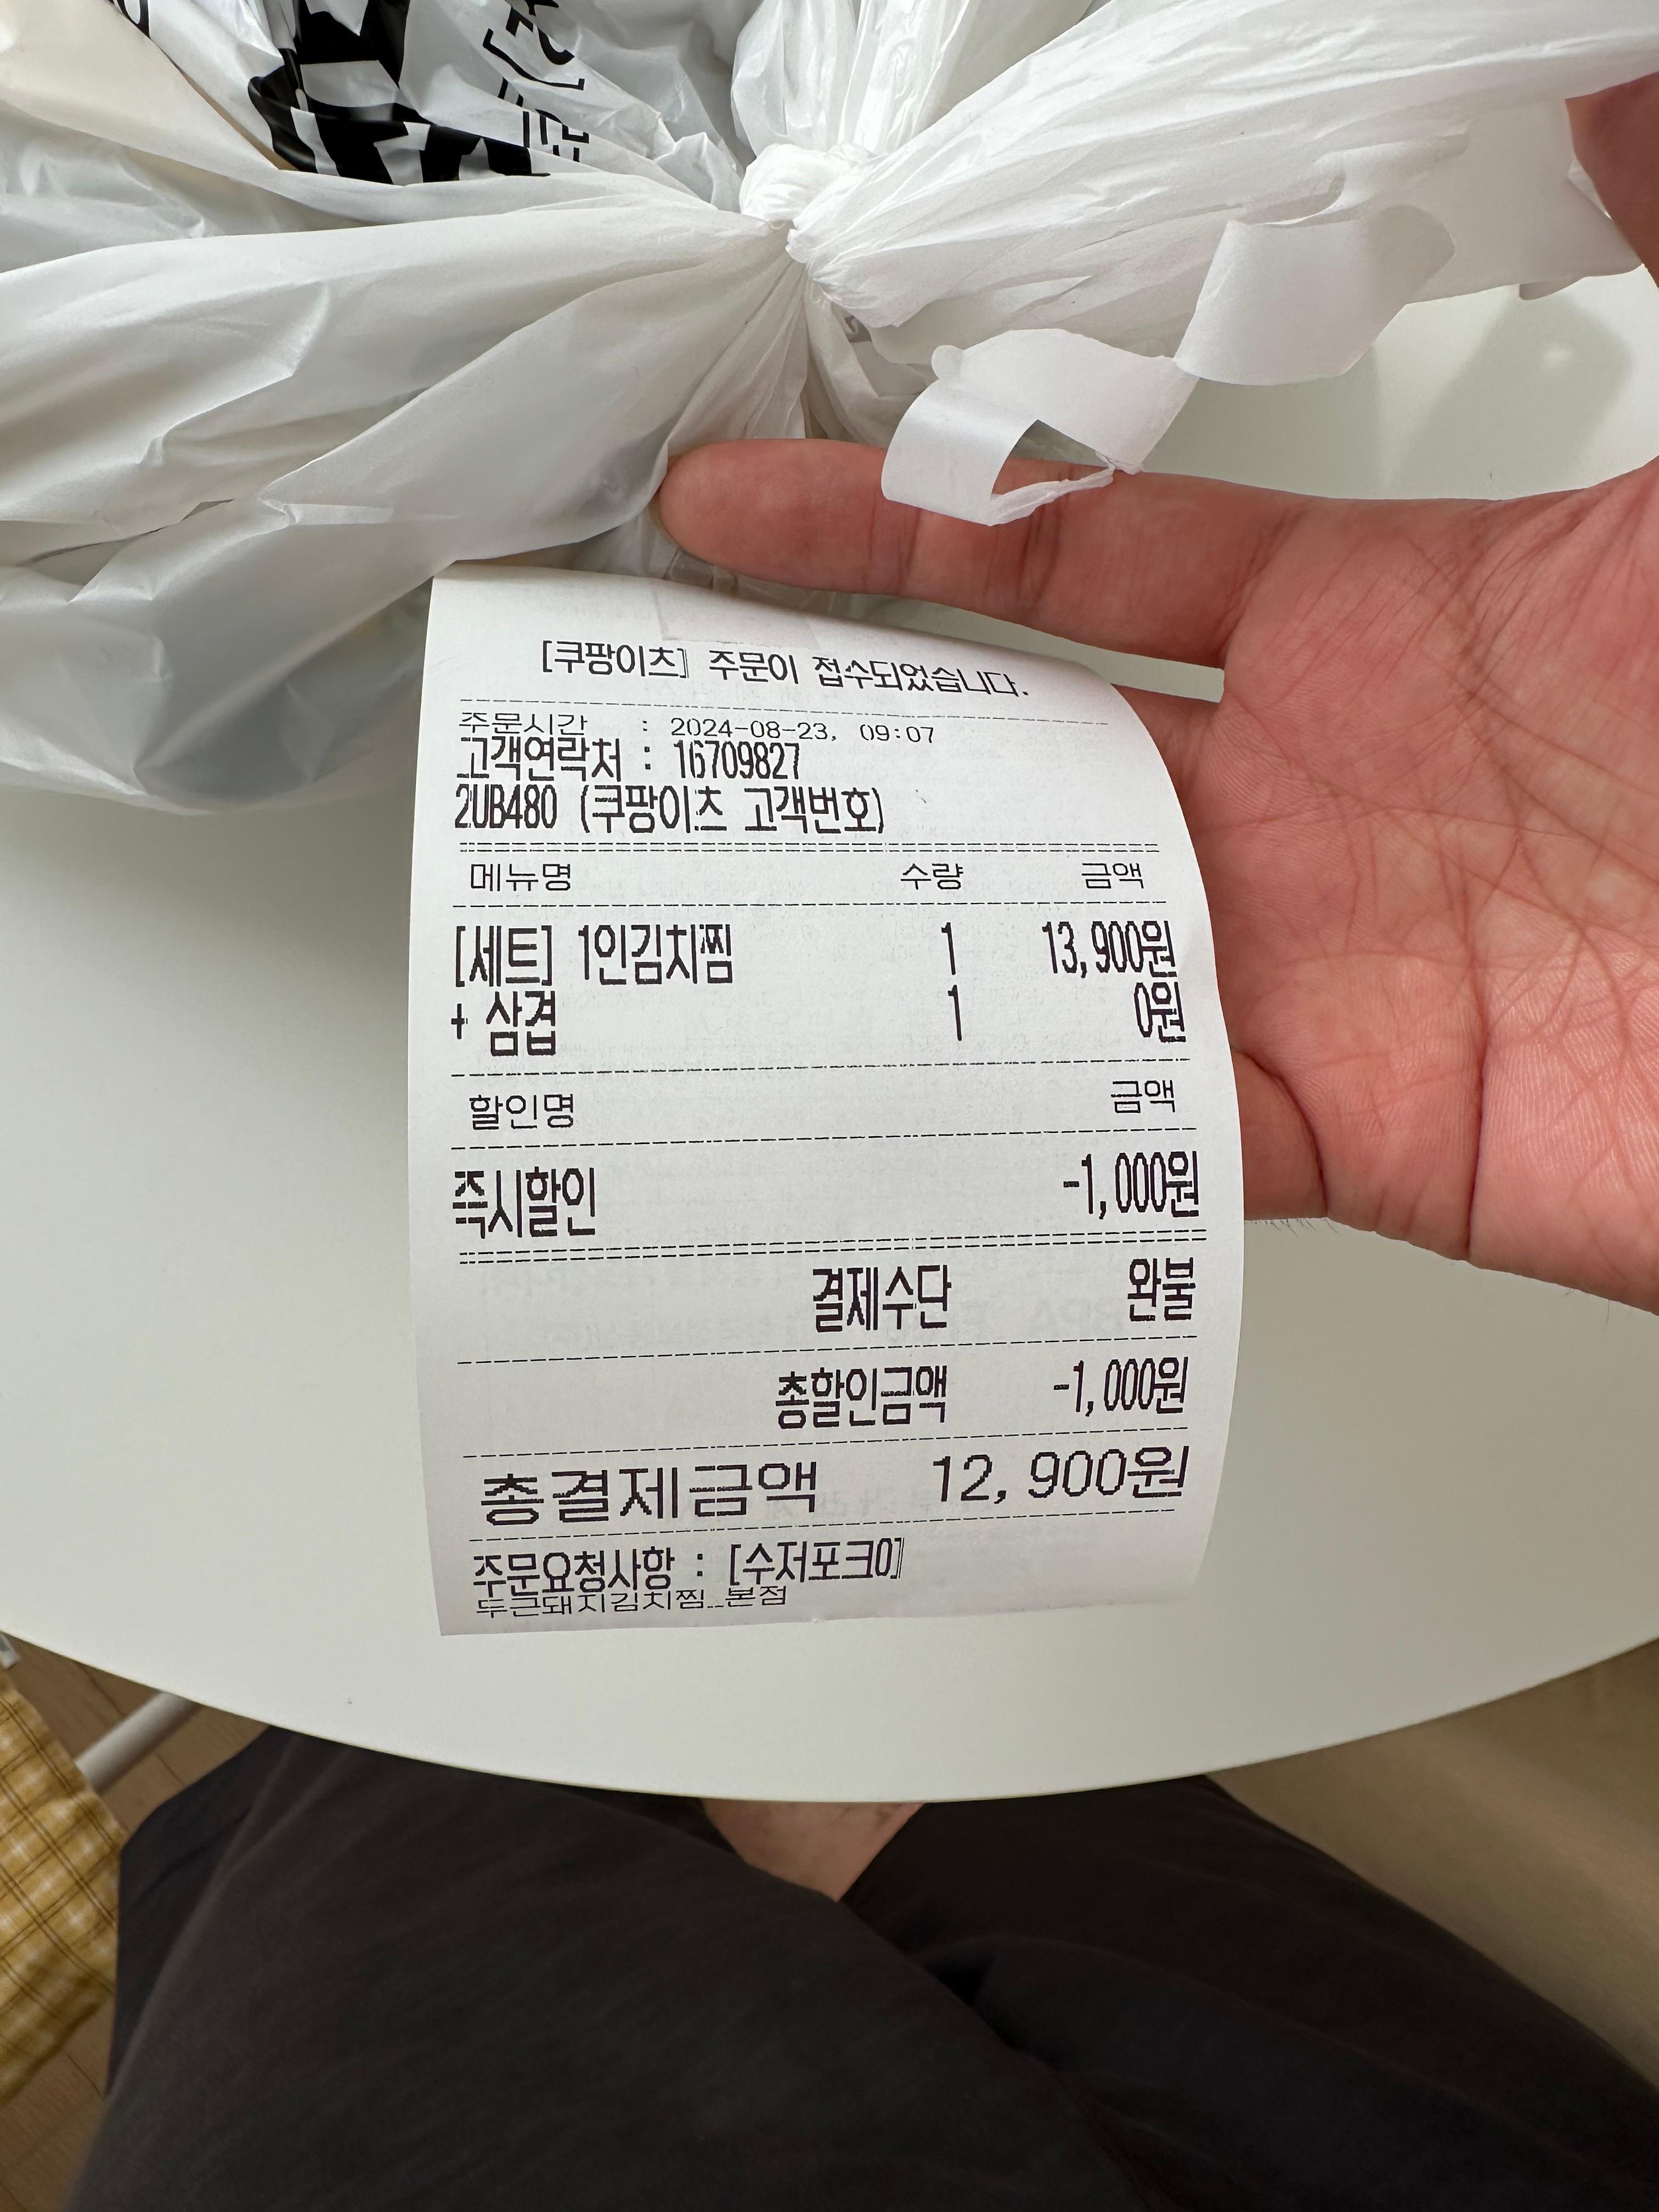 [쿠팡이츠] 주문이 접수되었습니다.
주문시간 : 2024-08-23, 09:07
고객연락처 : 16709827
2UB480 (쿠팡이츠 고객번호)
메뉴명 수량 금액
[세트] 1인김치찜 1 13,900원
+ 삼겹 1 0원
할인명 금액
즉시할인 -1,000원
결제수단 완불
총할인금액 -1,000원
총결제금액 12,900원
주문요청사항 : [수저포크0]
두근돼지김치찜_본점